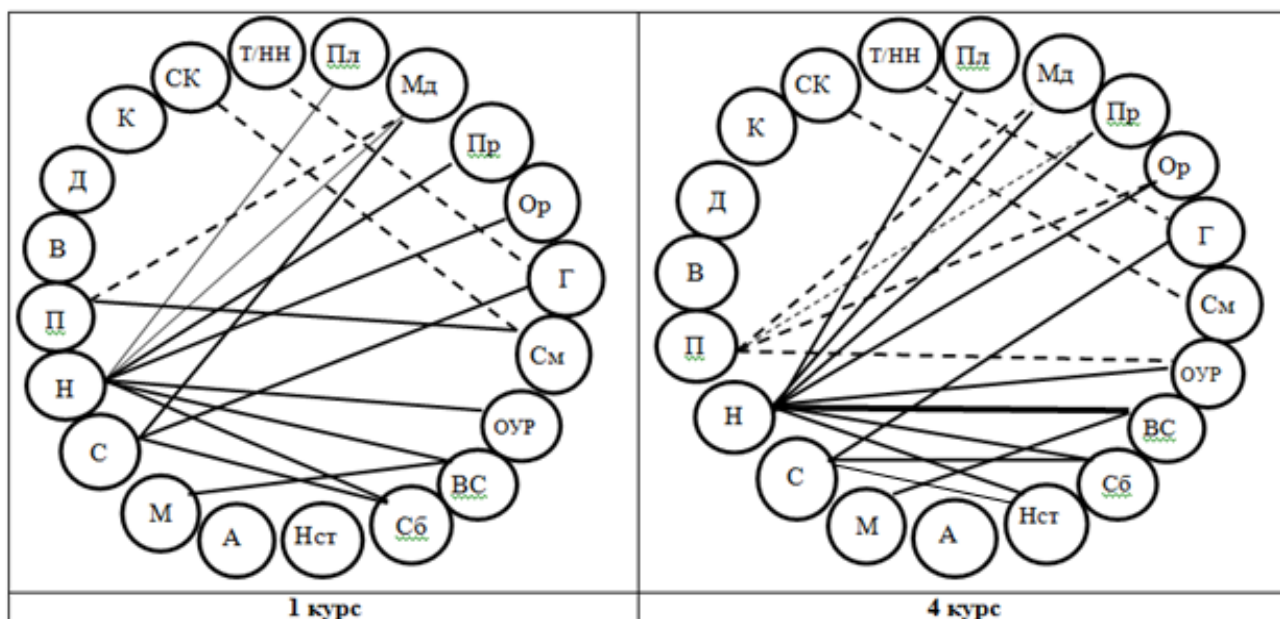 Т/НН
Пл
Мд
Пр
Ор
Г
См
ОУР
ВС
Сб
Нст
А
М
С
Н
П
В
Д
К
СК
1 курс
Т/НН
Пл
Мд
Пр
Ор
Г
См
ОУР
ВС
Сб
Нст
А
М
С
Н
П
В
Д
К
СК
4 курс